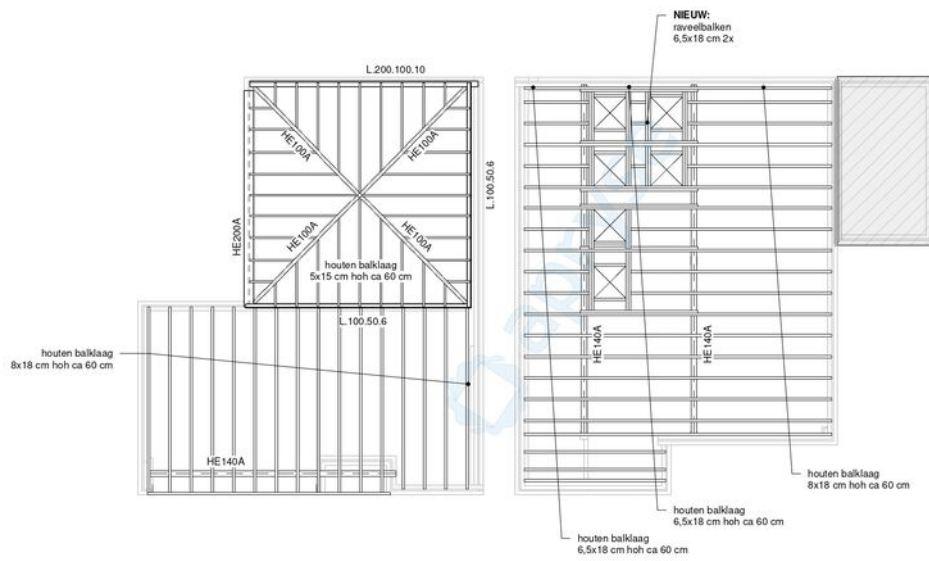 NIEUW:
raveelbalken
6,5x18 cm 2x
L.200.100.10
HE100A
HE100A
L.100.50.6
HE200A
HE100A
HE100A
houten balklaag
5x15 cm hoh ca 60 cm
L.100.50.6
HE140A
HE140A
houten balklaag
8x18 cm hoh ca 60 cm
HE140A
houten balklaag
8x18 cm hoh ca 60 cm
houten balklaag
6,5x18 cm hoh ca 60 cm
houten balklaag
6,5x18 cm hoh ca 60 cm
apryse